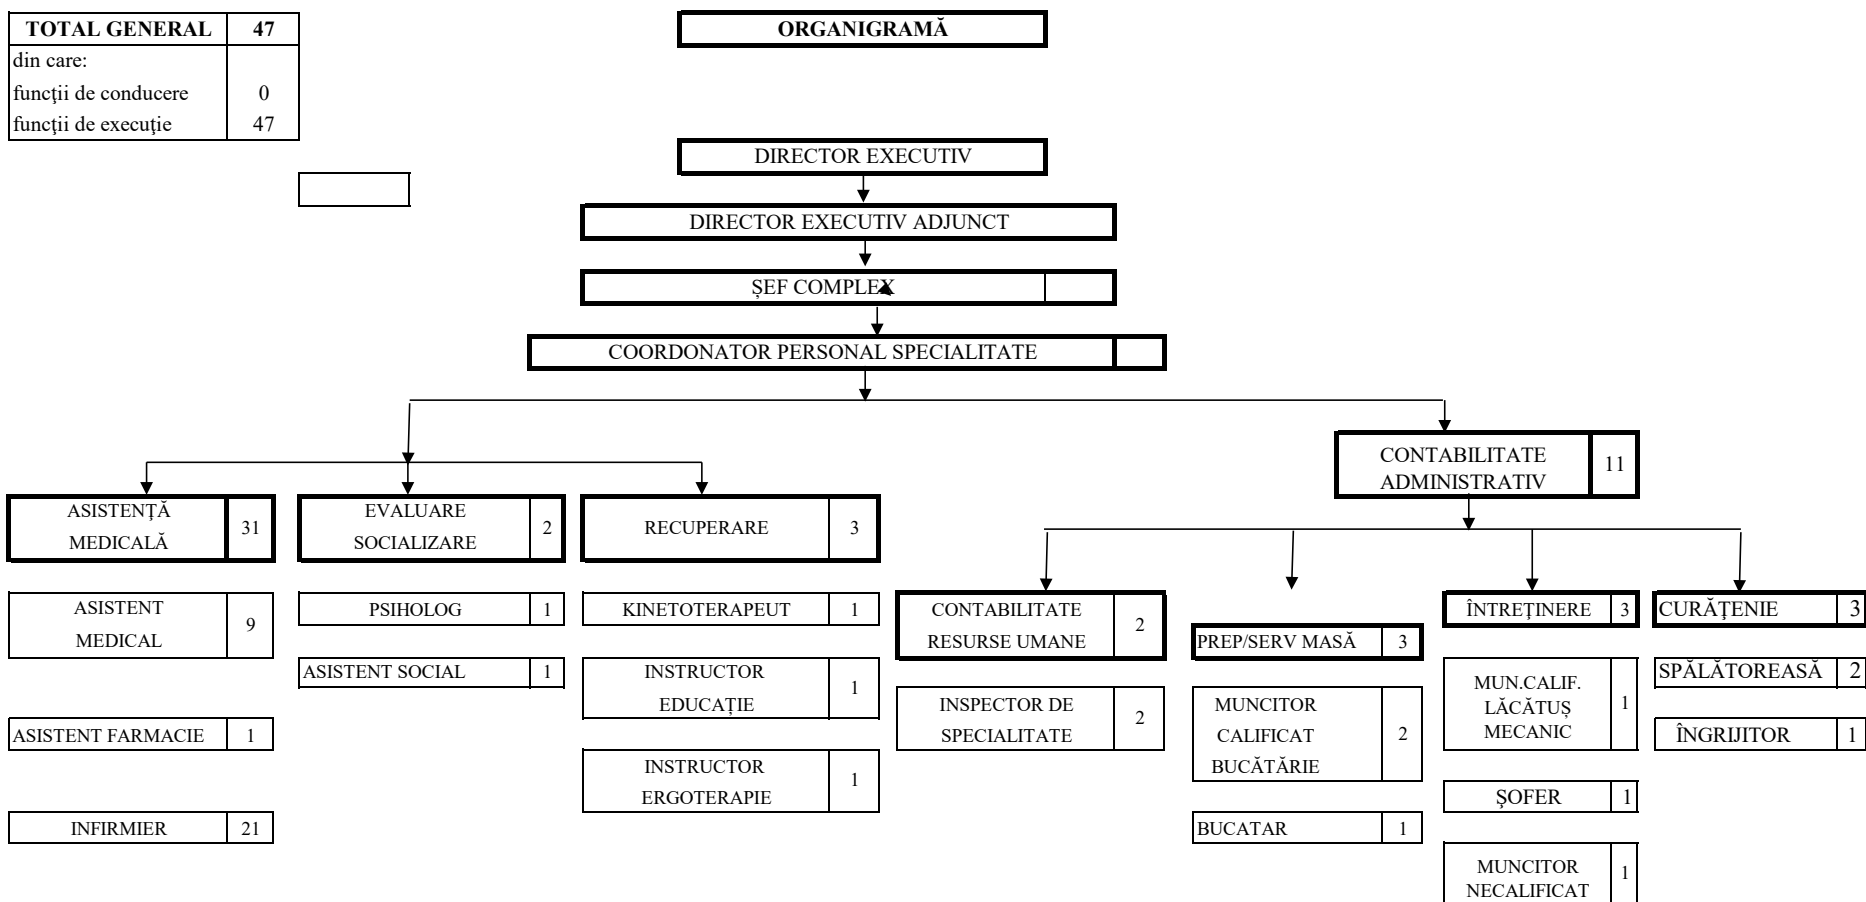 TOTAL GENERAL 47
din care:
funcţii de conducere 0
funcţii de execuţie 47
ORGANIGRAMĂ
DIRECTOR EXECUTIV
DIRECTOR EXECUTIV ADJUNCT
ȘEF COMPLEX
COORDONATOR PERSONAL SPECIALITATE
CONTABILITATE
ADMINISTRATIV
11
ASISTENŢĂ
MEDICALĂ
31
EVALUARE
SOCIALIZARE
2
RECUPERARE 3
ASISTENT
MEDICAL
9
ASISTENT FARMACIE 1
INFIRMIER 21
PSIHOLOG 1
ASISTENT SOCIAL 1
KINETOTERAPEUT 1
INSTRUCTOR
EDUCAȚIE
1
INSTRUCTOR
ERGOTERAPIE
1
CONTABILITATE
RESURSE UMANE
2
INSPECTOR DE
SPECIALITATE
2
PREP/SERV MASĂ 3
MUNCITOR
CALIFICAT
BUCĂTĂRIE
2
BUCATAR 1
ÎNTREŢINERE 3
MUN.CALIF.
LĂCĂTUŞ
MECANIC
1
ŞOFER 1
MUNCITOR
NECALIFICAT
1
CURĂŢENIE 3
SPĂLĂTOREASĂ 2
ÎNGRIJITOR 1